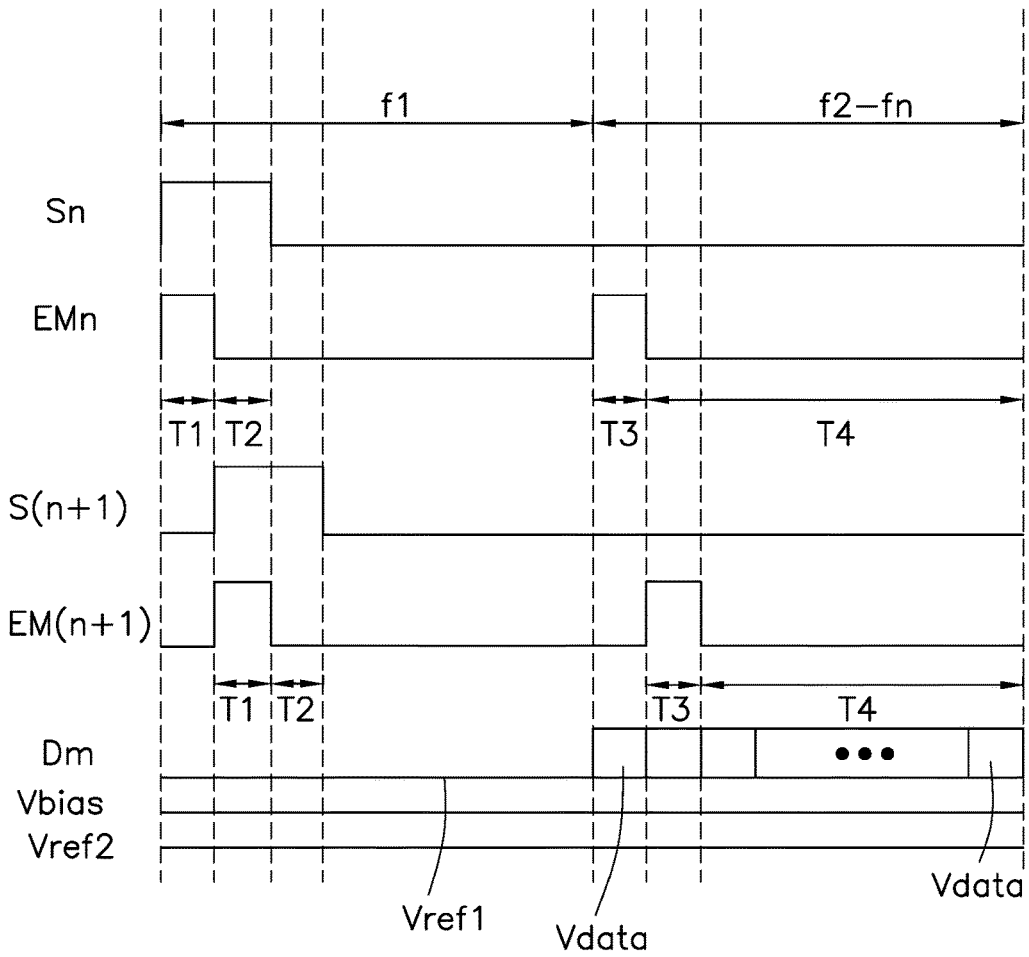 f1
f2-fn
Sn
EMn
T1
T2
T3
T4
S(n+1)
EM(n+1)
T1
T2
T3
T4
Dm
Vbias
Vref2
Vref1
Vdata
Vdata